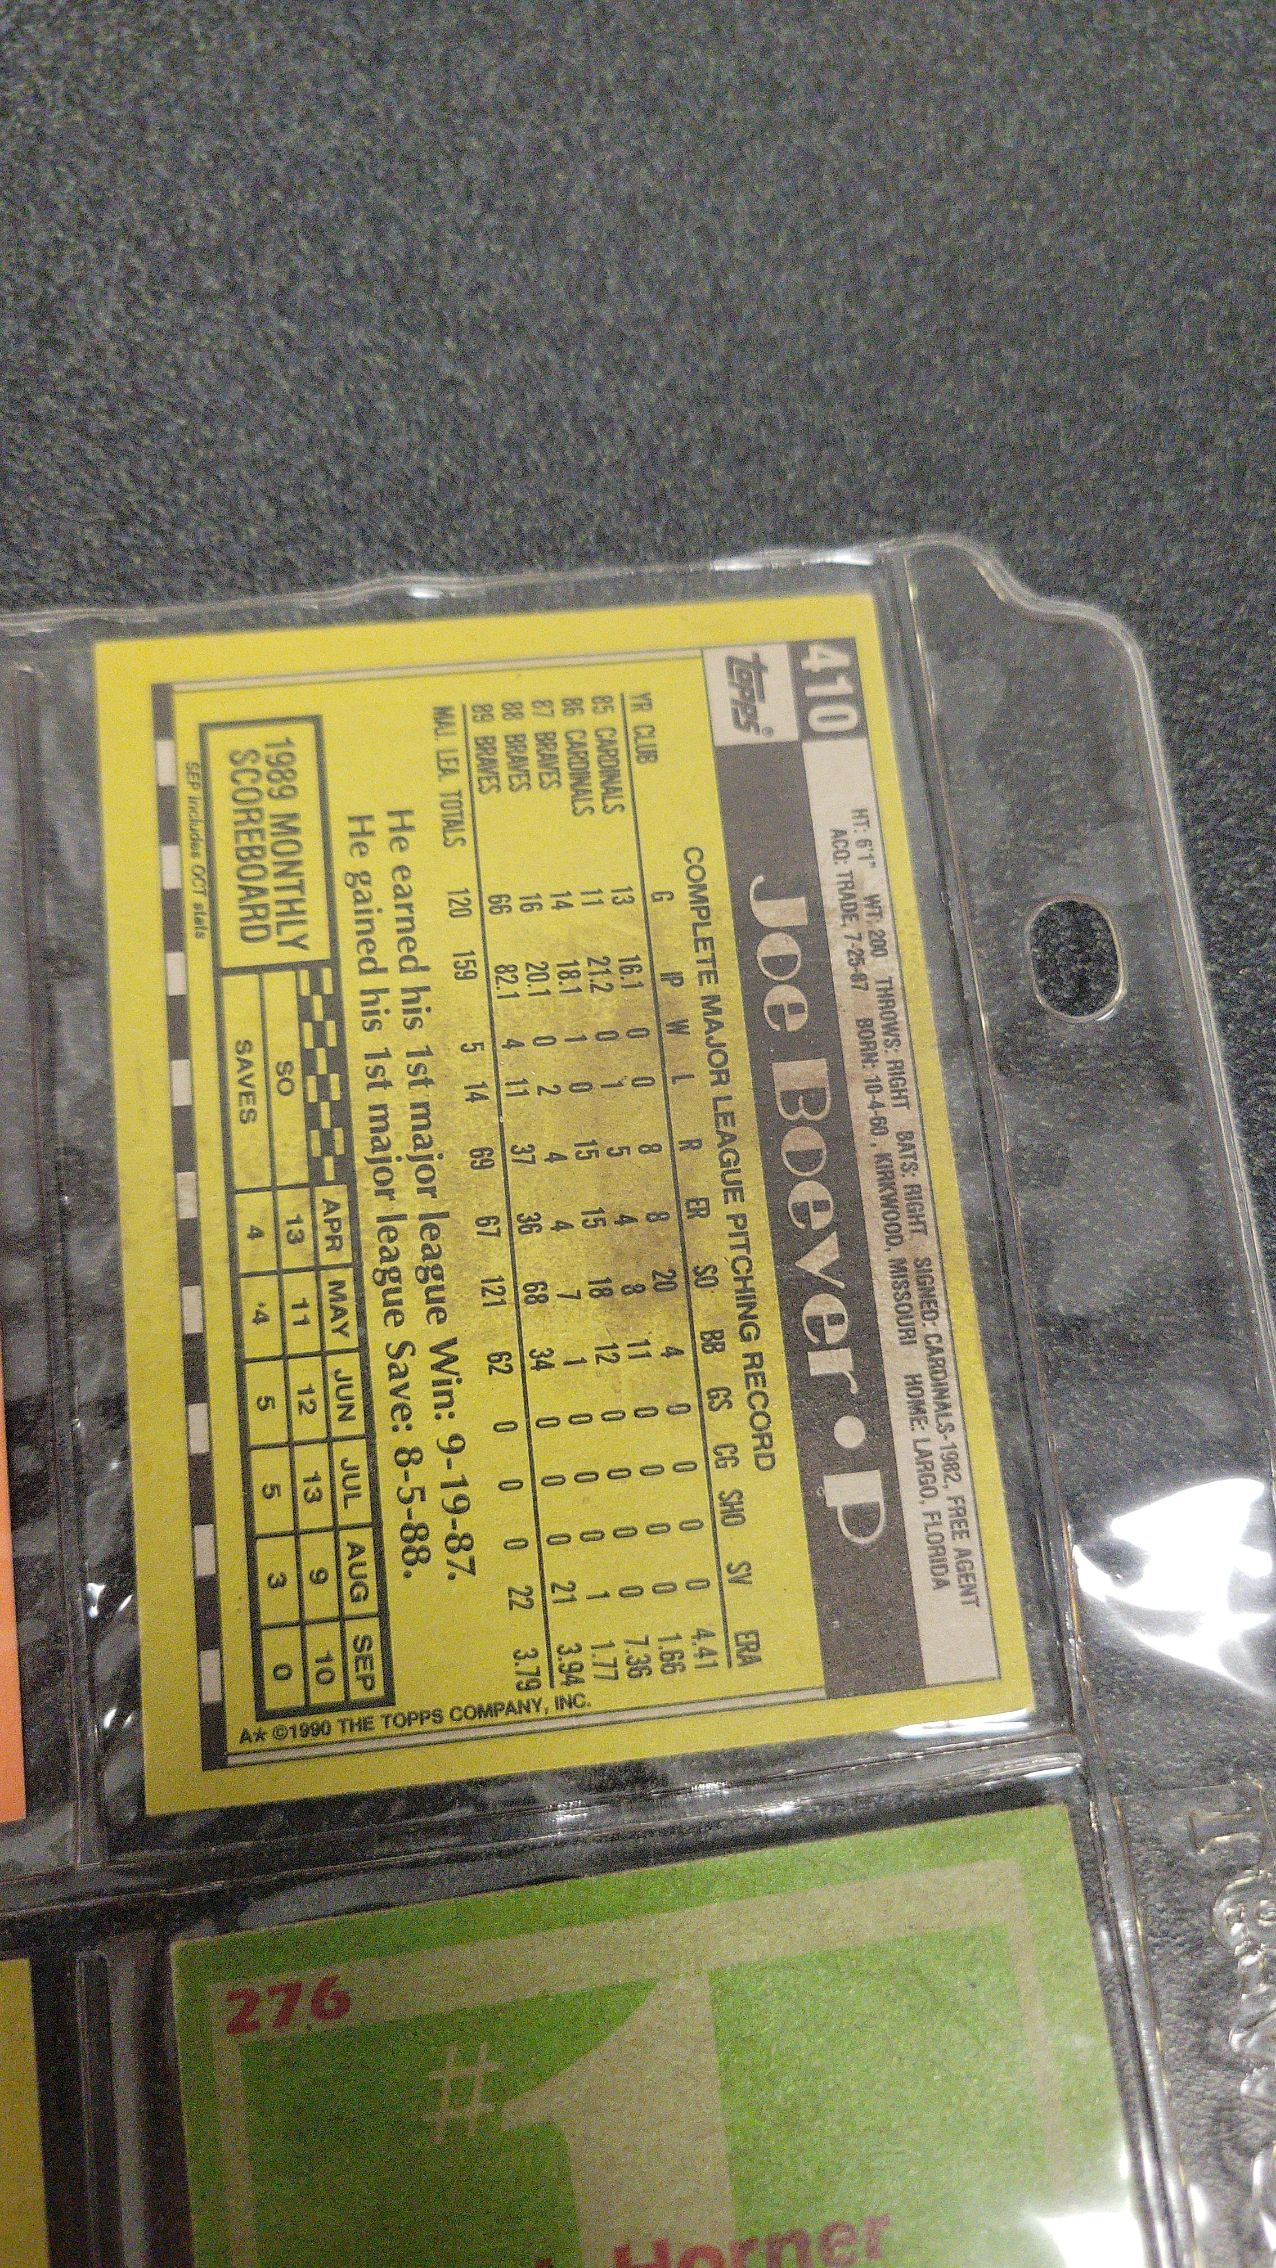 410
HT: 6'1" WT: 200 THROWS: RIGHT BATS: RIGHT SIGNED: CARDINALS-1982, FREE AGENT
ACQ: TRADE, 7-25-87 BORN: 10-4-60, KIRKWOOD, MISSOURI HOME: LARGO, FLORIDA
topps®
Joe Boever • P
COMPLETE MAJOR LEAGUE PITCHING RECORD
YR CLUB G IP W L R ER SO BB GS CG SHO SV ERA
85 CARDINALS 13 16.1 0 0 8 8 20 4 0 0 0 0 4.41
86 CARDINALS 11 21.2 0 1 5 4 8 11 0 0 0 0 1.66
87 BRAVES 14 18.1 1 0 15 15 18 12 0 0 0 0 7.36
88 BRAVES 16 20.1 0 2 4 4 7 1 0 0 0 1 1.77
89 BRAVES 66 82.1 4 11 37 36 68 34 0 0 0 21 3.94
MAJ LEA. TOTALS 120 159 5 14 69 67 121 62 0 0 0 22 3.79
He earned his 1st major league Win: 9-19-87.
He gained his 1st major league Save: 8-5-88.
1989 MONTHLY
SCOREBOARD
APR MAY JUN JUL AUG SEP
SO 13 11 12 13 9 10
SAVES 4 4 5 5 3 0
SEP includes OCT stats
A* ©1990 THE TOPPS COMPANY, INC.
276
#1
Horner